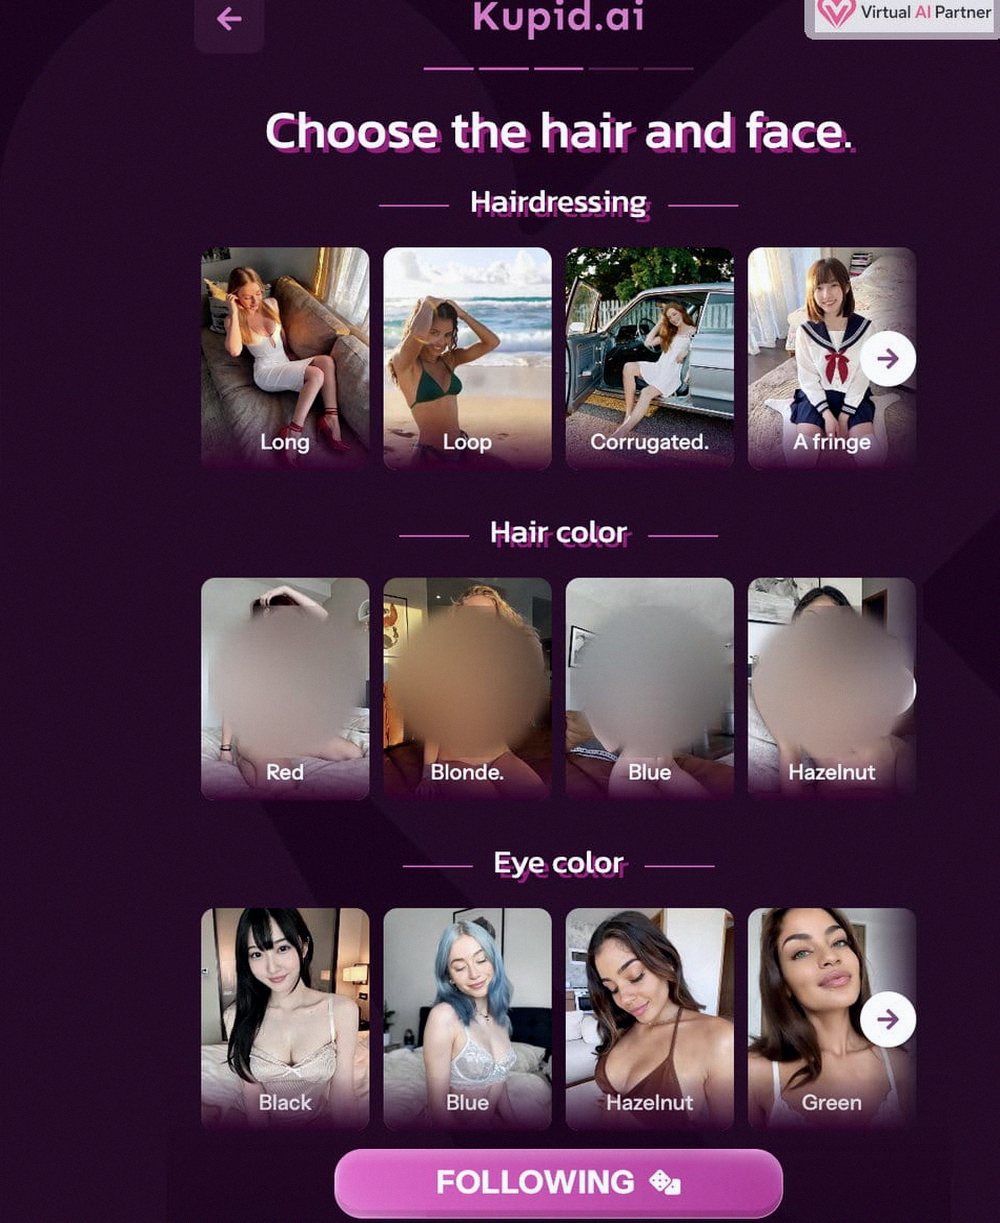 Kupid.ai
Virtual AI Partner
Choose the hair and face.
Hairdressing
Long
Loop
Corrugated.
A fringe
Hair color
Red
Blonde.
Blue
Hazelnut
Eye color
Black
Blue
Hazelnut
Green
FOLLOWING